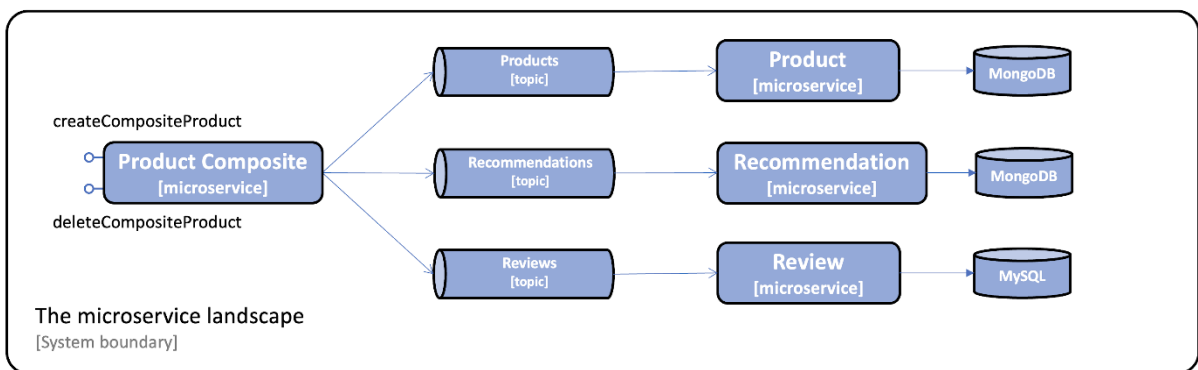 Products
[topic]
Product
[microservice]
MongoDB
createCompositeProduct
Product Composite
[microservice]
deleteCompositeProduct
Recommendations
[topic]
Recommendation
[microservice]
MongoDB
Reviews
[topic]
Review
[microservice]
MySQL
The microservice landscape
[System boundary]